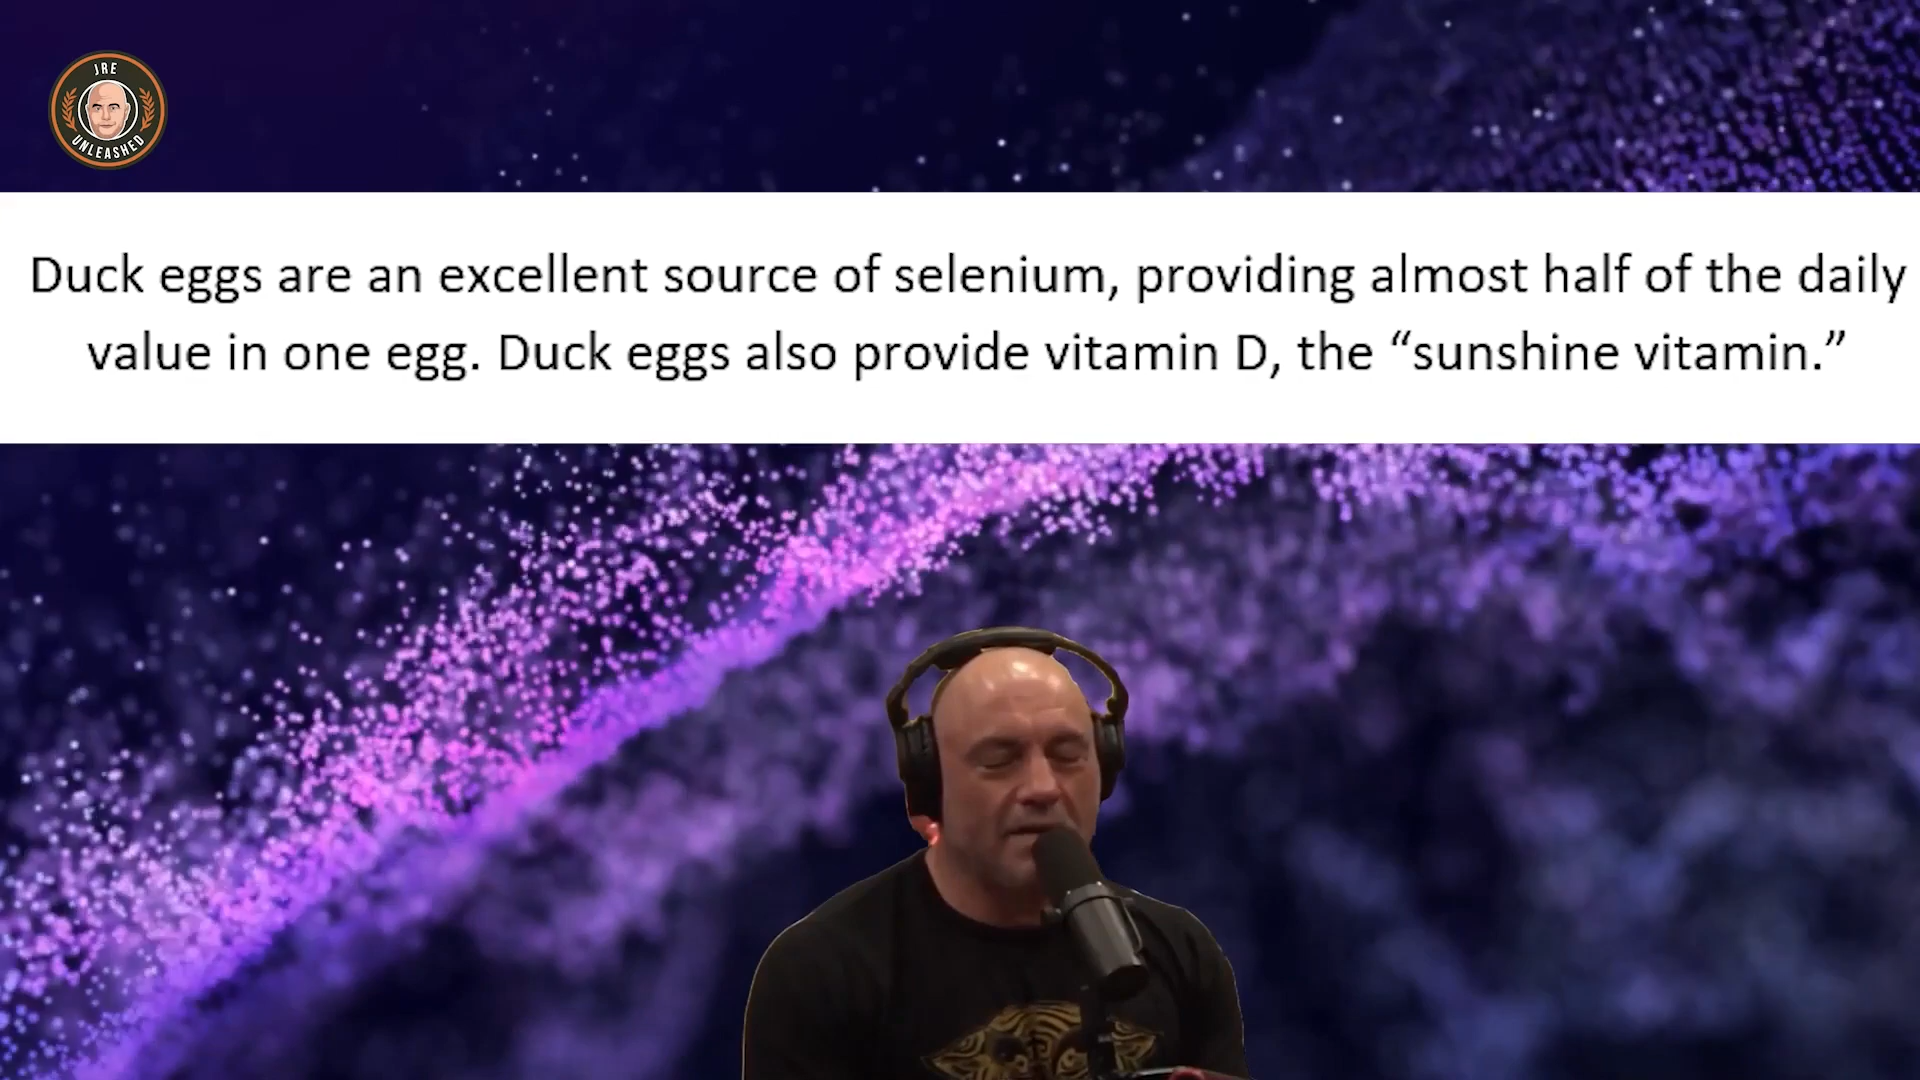 JRE
UNLEASHED
Duck eggs are an excellent source of selenium, providing almost half of the daily
value in one egg. Duck eggs also provide vitamin D, the “sunshine vitamin.”